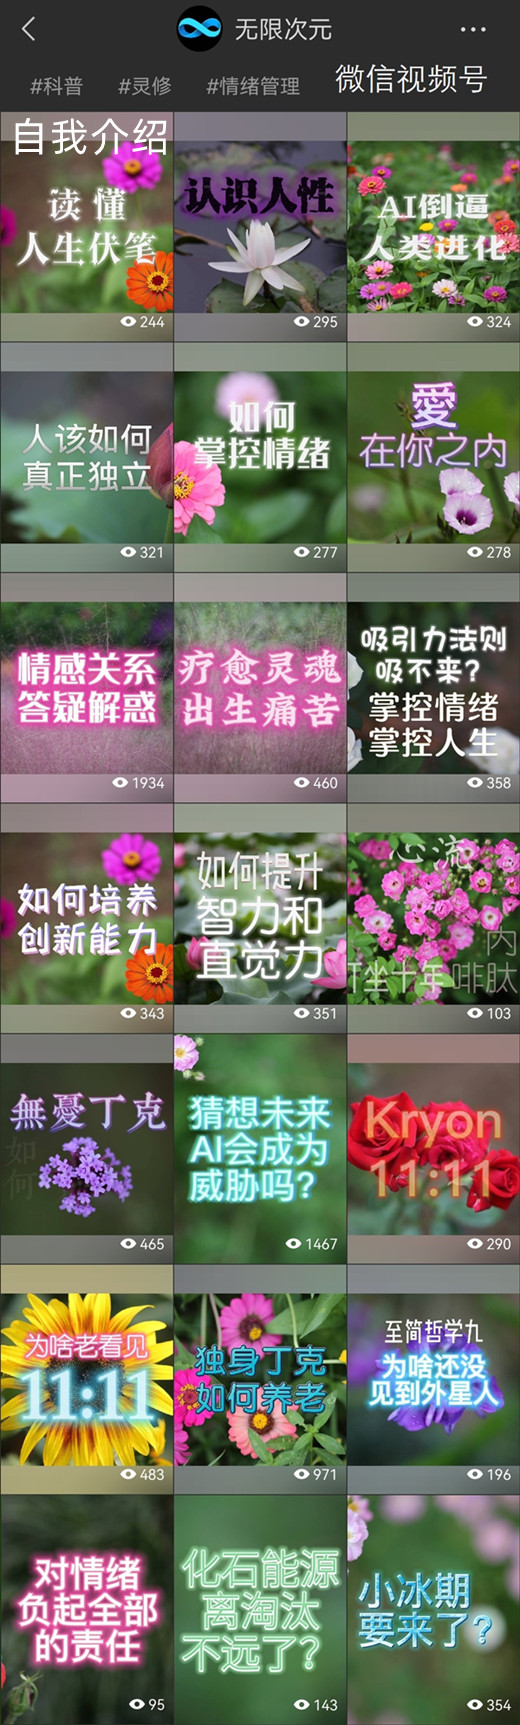 无限次元
#科普 #灵修 #情绪管理 微信视频号
自我介绍
读懂
人生伏笔
244
认识人性
295
AI倒逼
人类进化
324
人该如何
真正独立
321
如何
掌控情绪
277
愛
在你之内
278
情感关系
答疑解惑
1934
疗愈灵魂
出生痛苦
460
吸引力法则
吸不来?
掌控情绪
掌控人生
358
如何培养
创新能力
343
如何提升
智力和
直觉力
351
心流
内
打坐十年啡肽
103
無憂丁克
如何
465
猜想未来
AI会成为
威胁吗?
1467
Kryon
11:11
290
为啥老看见
11:11
483
独身丁克
如何养老
971
至简哲学九
为啥还没
见到外星人
196
对情绪
负起全部
的责任
95
化石能源
离淘汰
不远了?
143
小冰期
要来了?
354